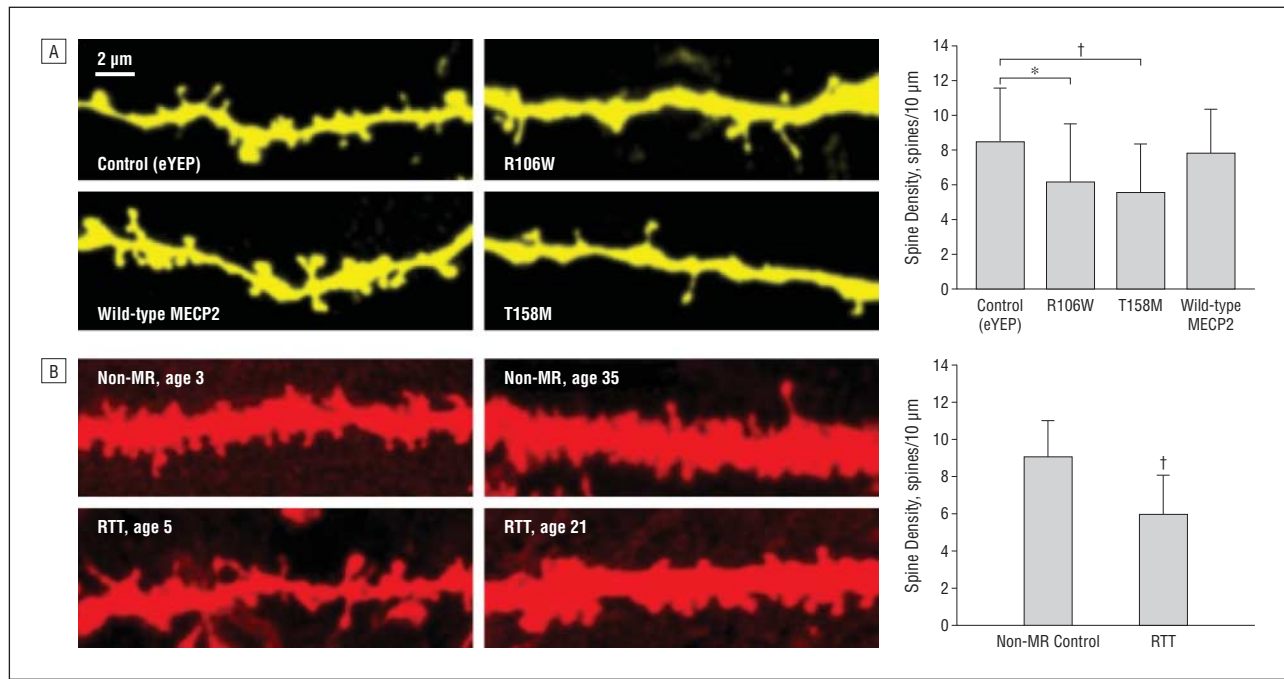 A
2 µm
Control (eYEP)
R106W
Wild-type MECP2
T158M
Spine Density, spines/10 µm
14
12
10
8
6
4
2
0
*
†
Control
(eYEP)
R106W
T158M
Wild-type
MECP2
B
Non-MR, age 3
Non-MR, age 35
RTT, age 5
RTT, age 21
Spine Density, spines/10 µm
14
12
10
8
6
4
2
0
†
Non-MR Control
RTT